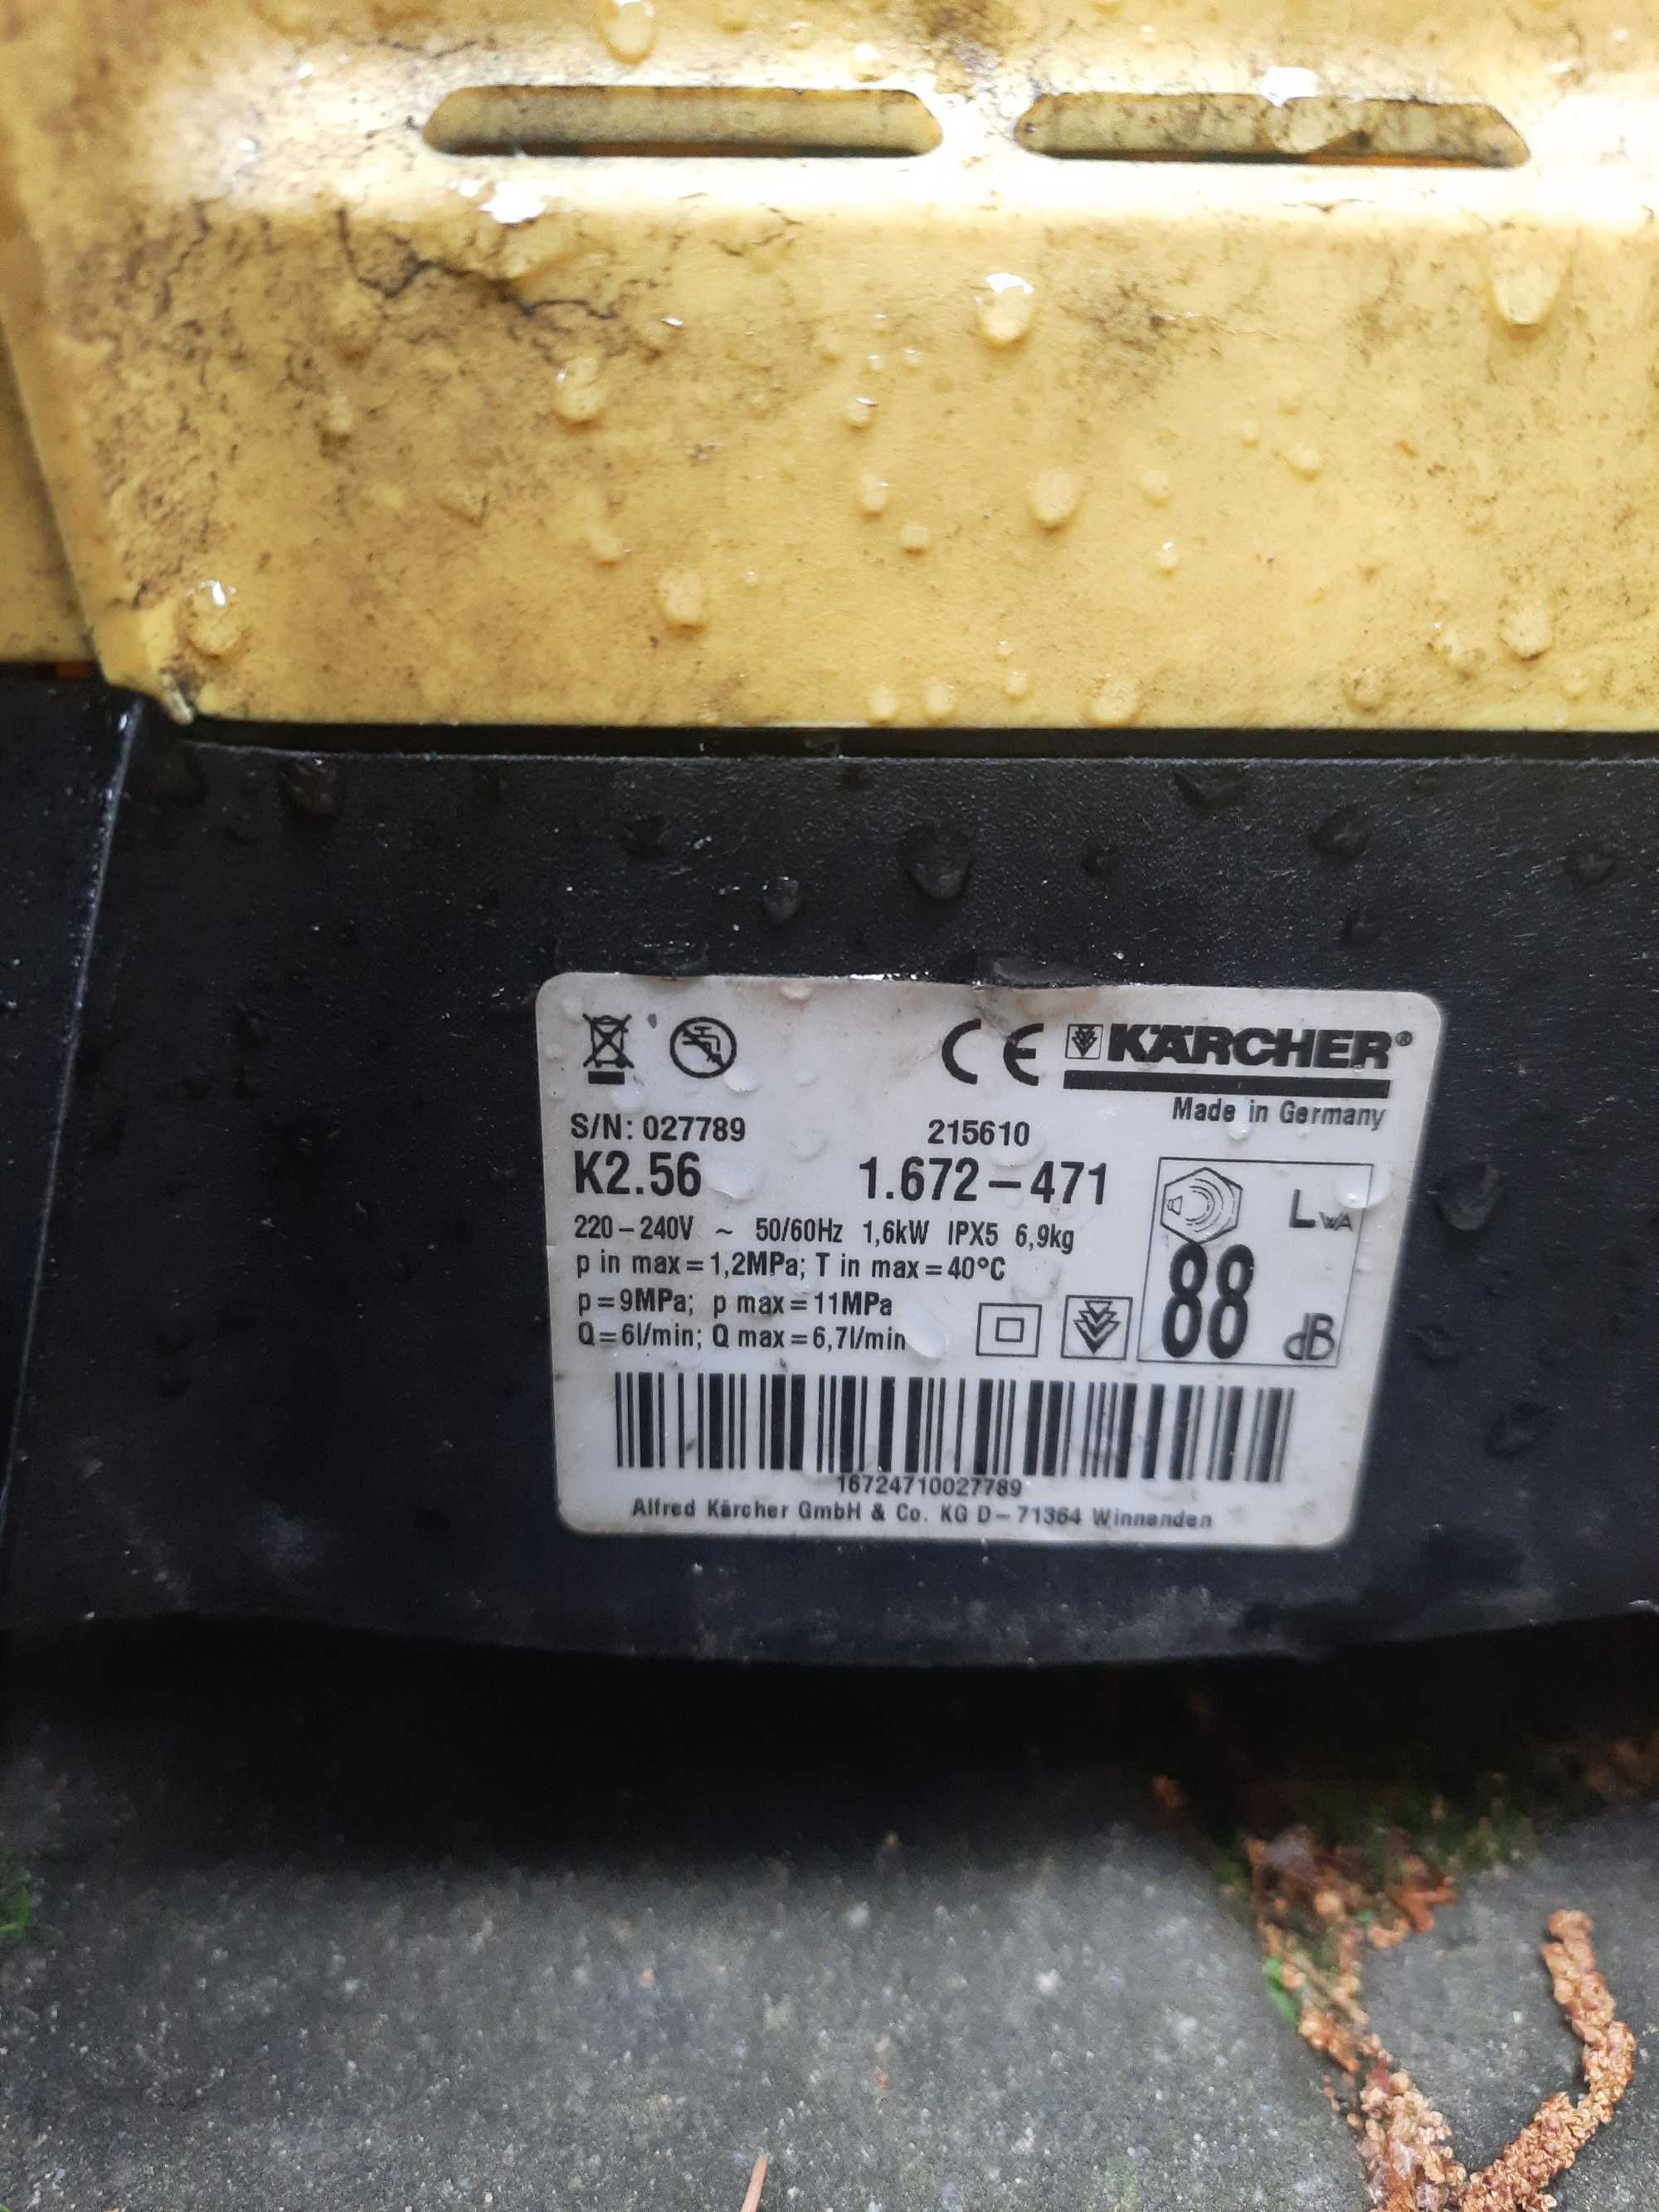 CE KÄRCHER®
Made in Germany
S/N: 027789 215610
K2.56 1.672-471
220-240V ~ 50/60Hz 1,6kW IPX5 6,9kg
p in max=1,2MPa; T in max=40°C
p=9MPa; p max=11MPa
Q=6l/min; Q max=6,7l/min
LWA
88 dB
16724710027789
Alfred Kärcher GmbH & Co. KG D-71364 Winnenden